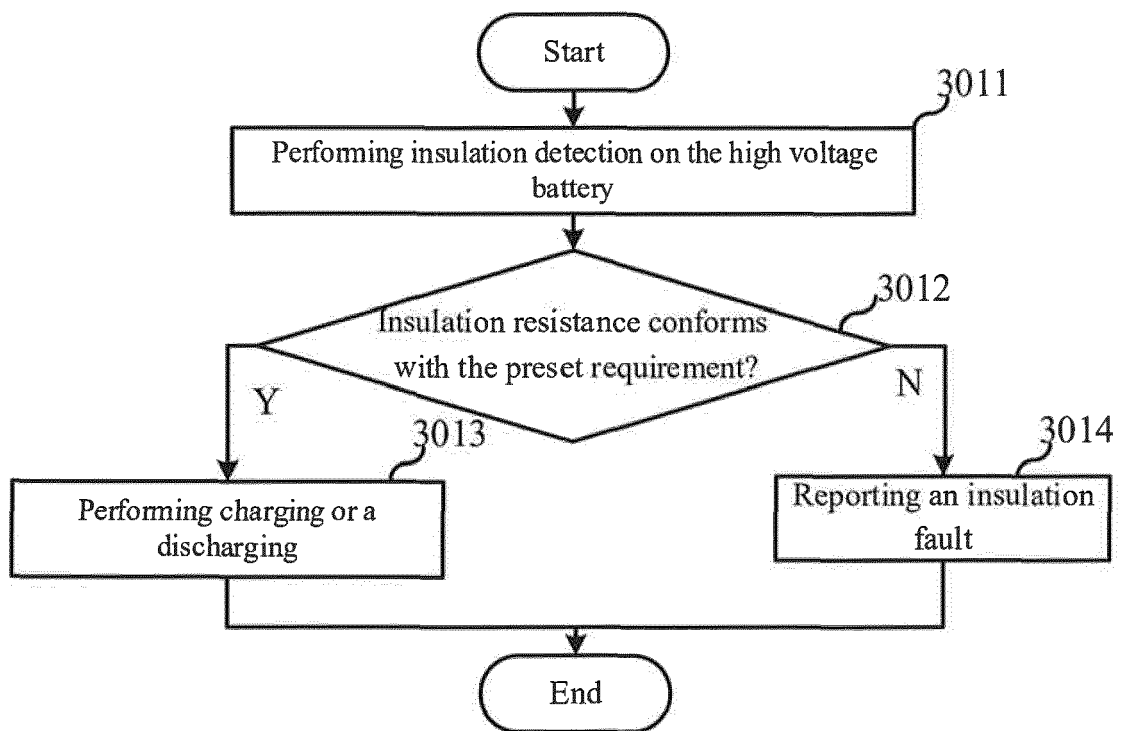 Start
3011
Performing insulation detection on the high voltage
battery
3012
Insulation resistance conforms
with the preset requirement?
Y
N
3013
Performing charging or a
discharging
3014
Reporting an insulation
fault
End